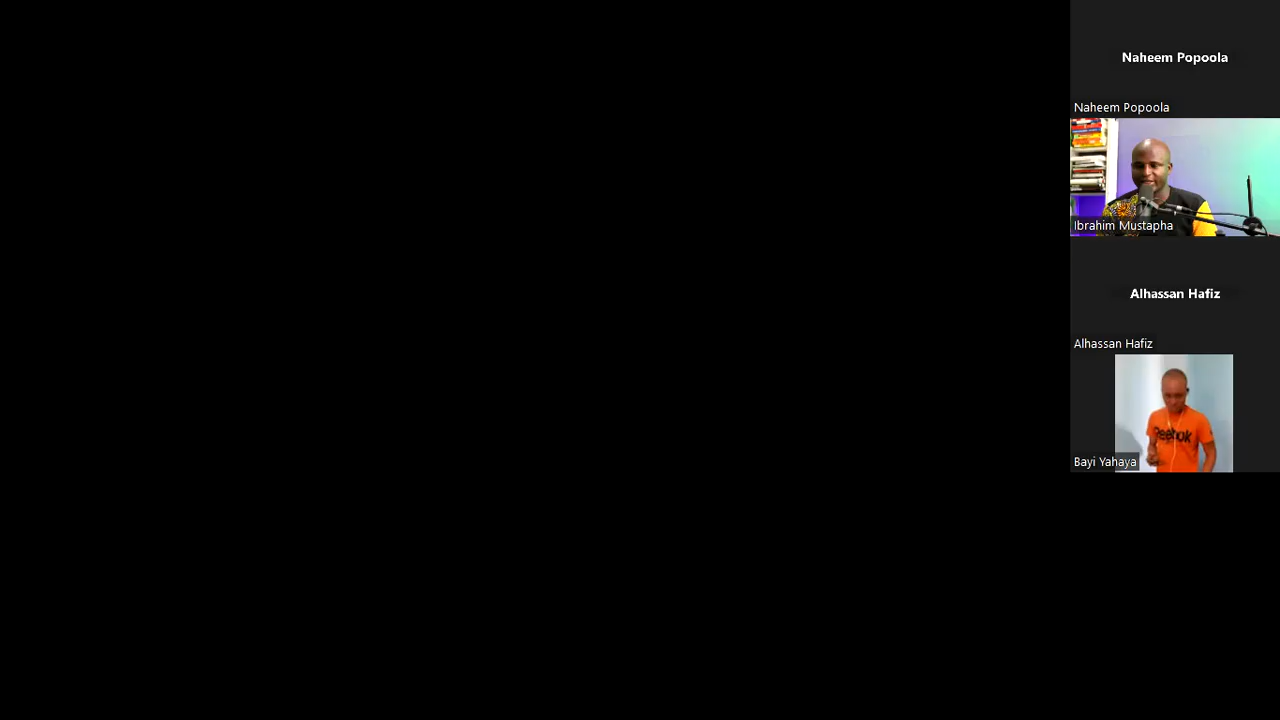 Naheem Popoola
Naheem Popoola
Ibrahim Mustapha
Alhassan Hafiz
Alhassan Hafiz
Reebok
Bayi Yahaya